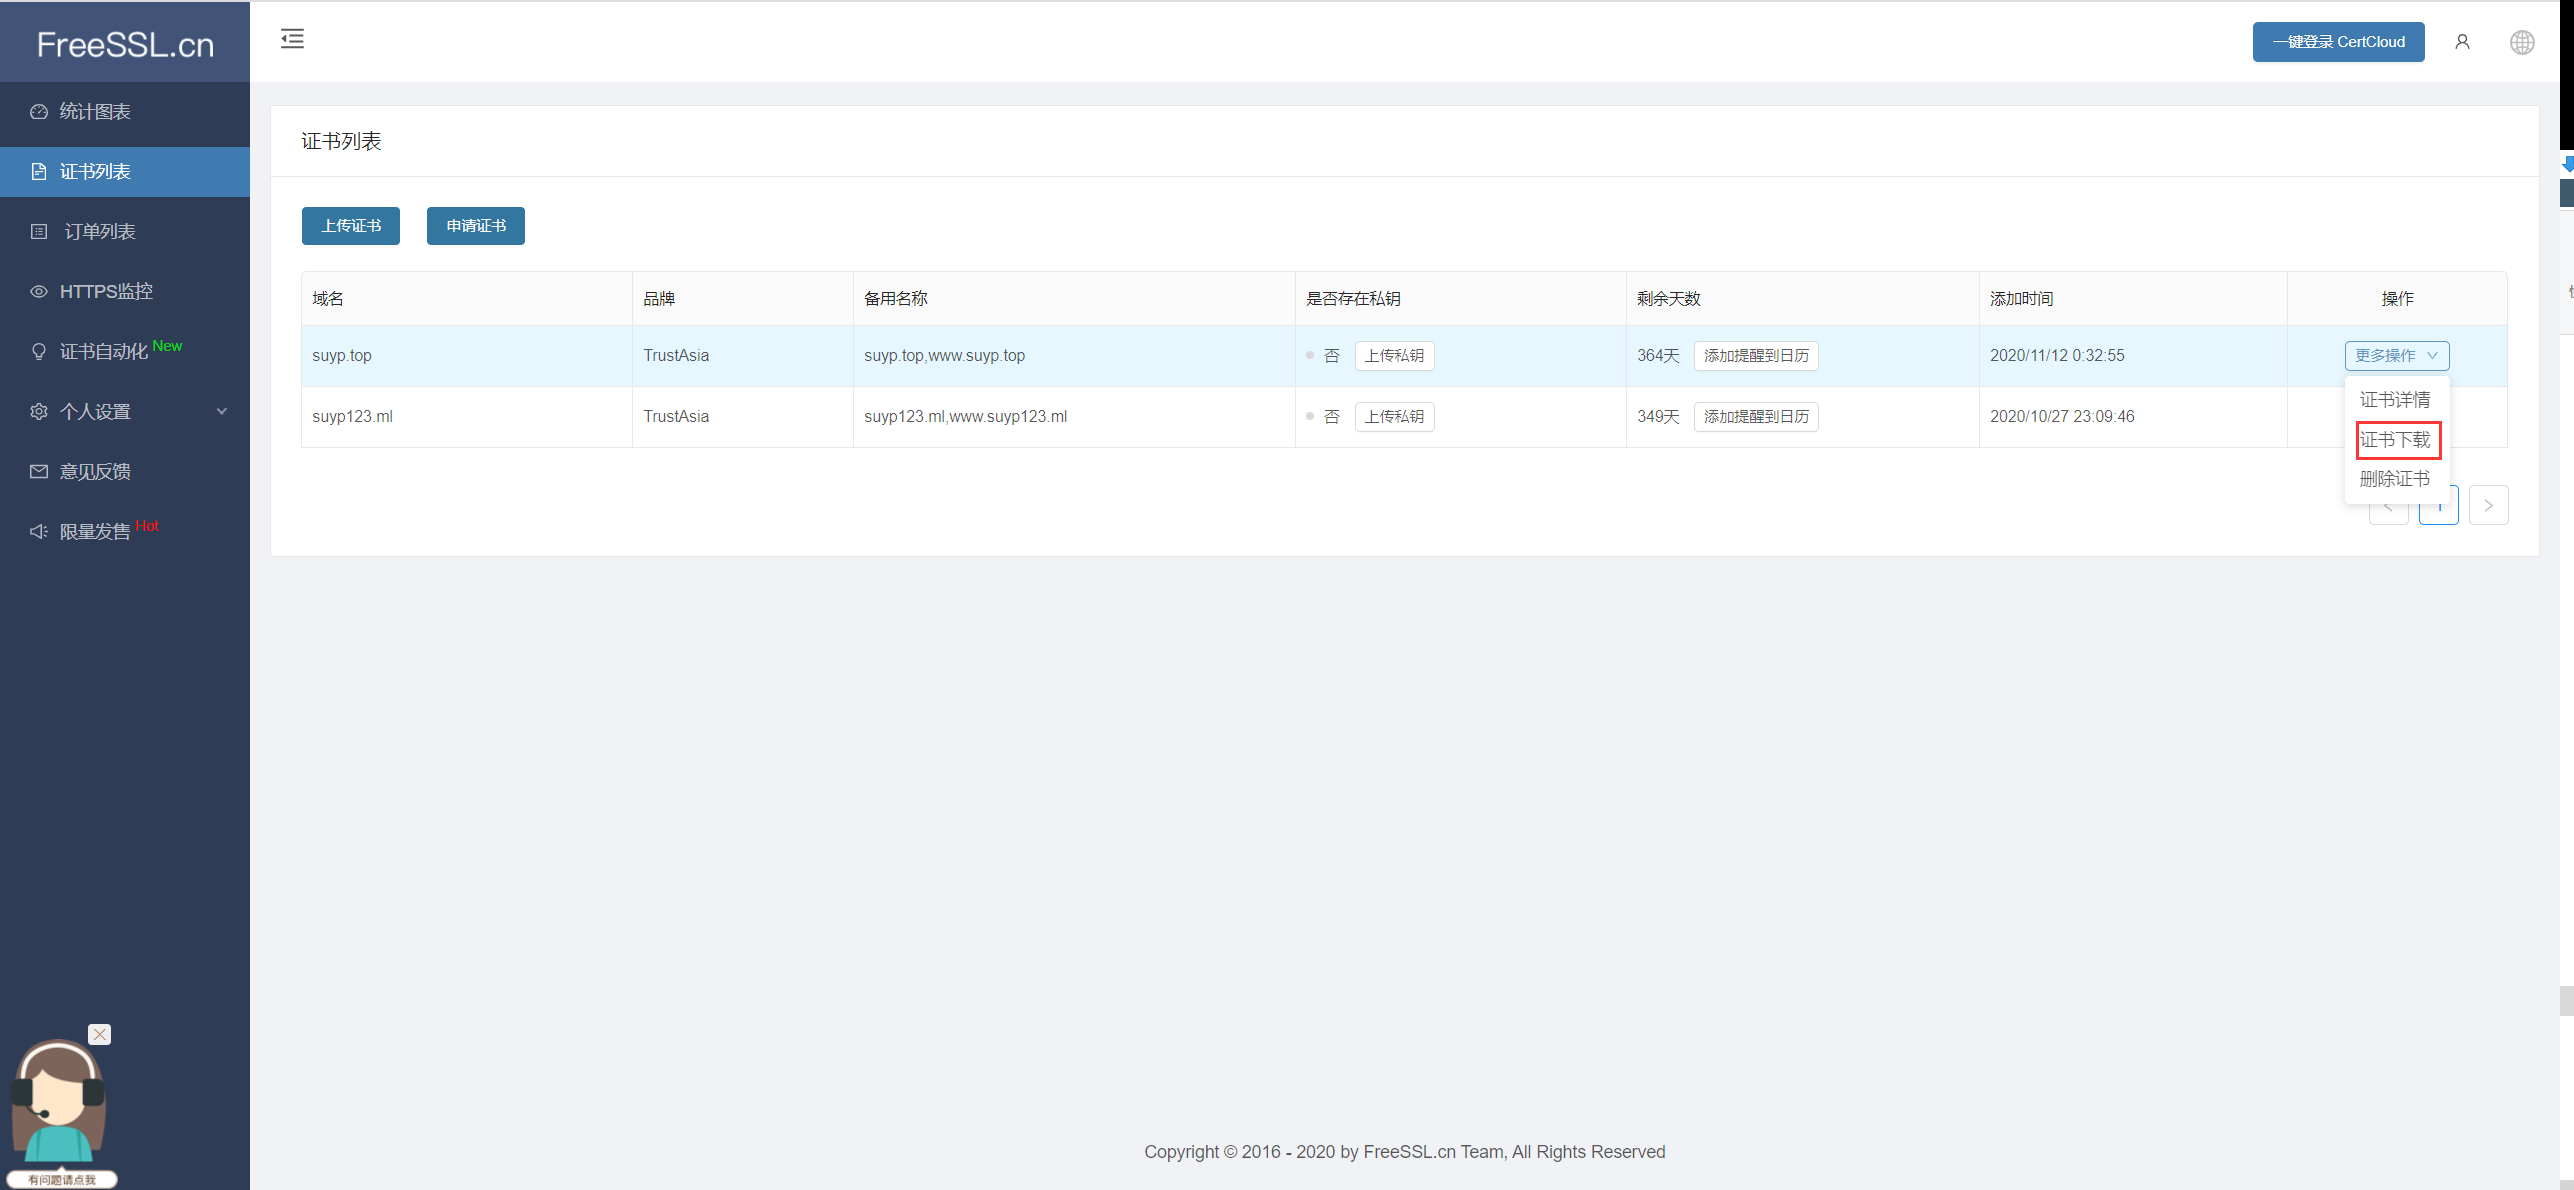 FreeSSL.cn
一键登录 CertCloud
统计图表
证书列表
订单列表
HTTPS监控
证书自动化 New
个人设置
意见反馈
限量发售 Hot
证书列表
上传证书 申请证书
域名 品牌 备用名称 是否存在私钥 剩余天数 添加时间 操作
suyp.top TrustAsia suyp.top,www.suyp.top 否 上传私钥 364天 添加提醒到日历 2020/11/12 0:32:55 更多操作
suyp123.ml TrustAsia suyp123.ml,www.suyp123.ml 否 上传私钥 349天 添加提醒到日历 2020/10/27 23:09:46
证书详情
证书下载
删除证书
有问题请点我
Copyright © 2016 - 2020 by FreeSSL.cn Team, All Rights Reserved